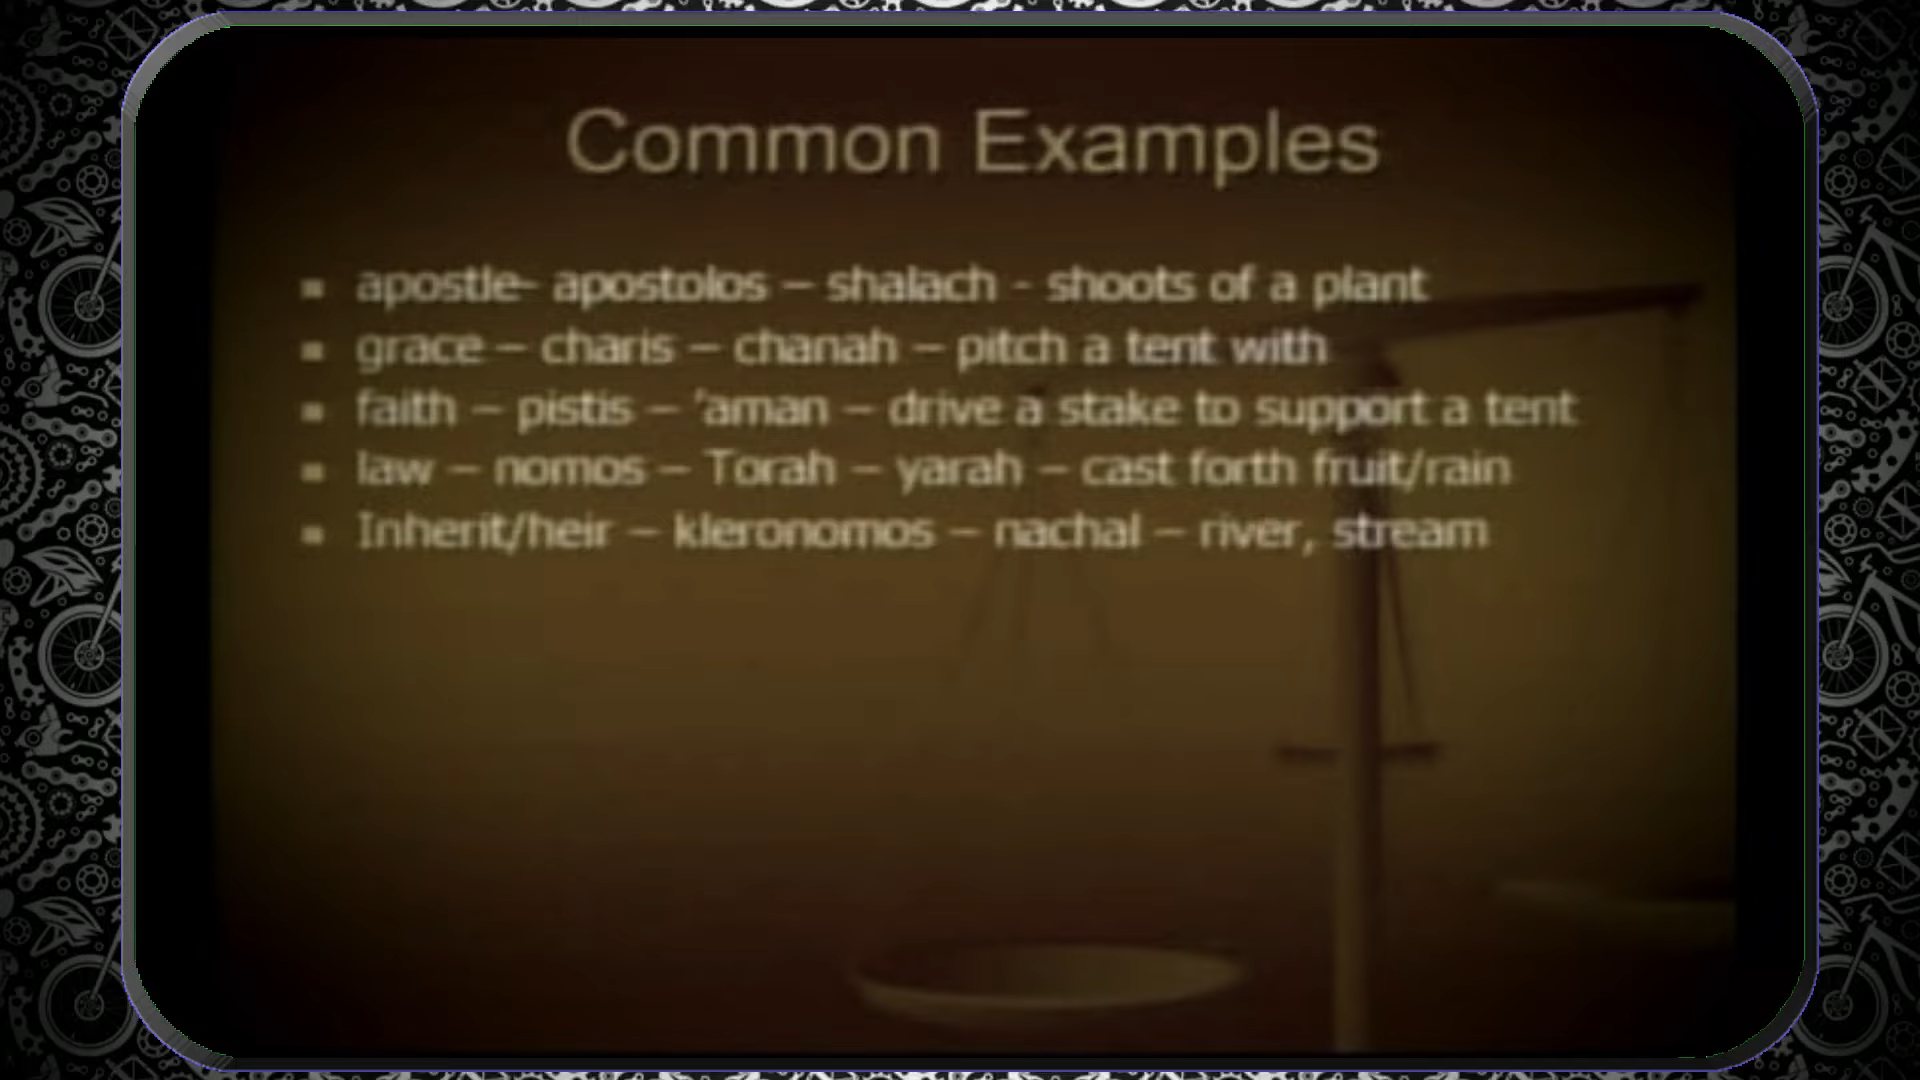 Common Examples
apostle- apostolos – shalach - shoots of a plant
grace – charis – chanah – pitch a tent with
faith – pistis – 'aman – drive a stake to support a tent
law – nomos – Torah – yarah – cast forth fruit/rain
Inherit/heir – kleronomos – nachal – river, stream